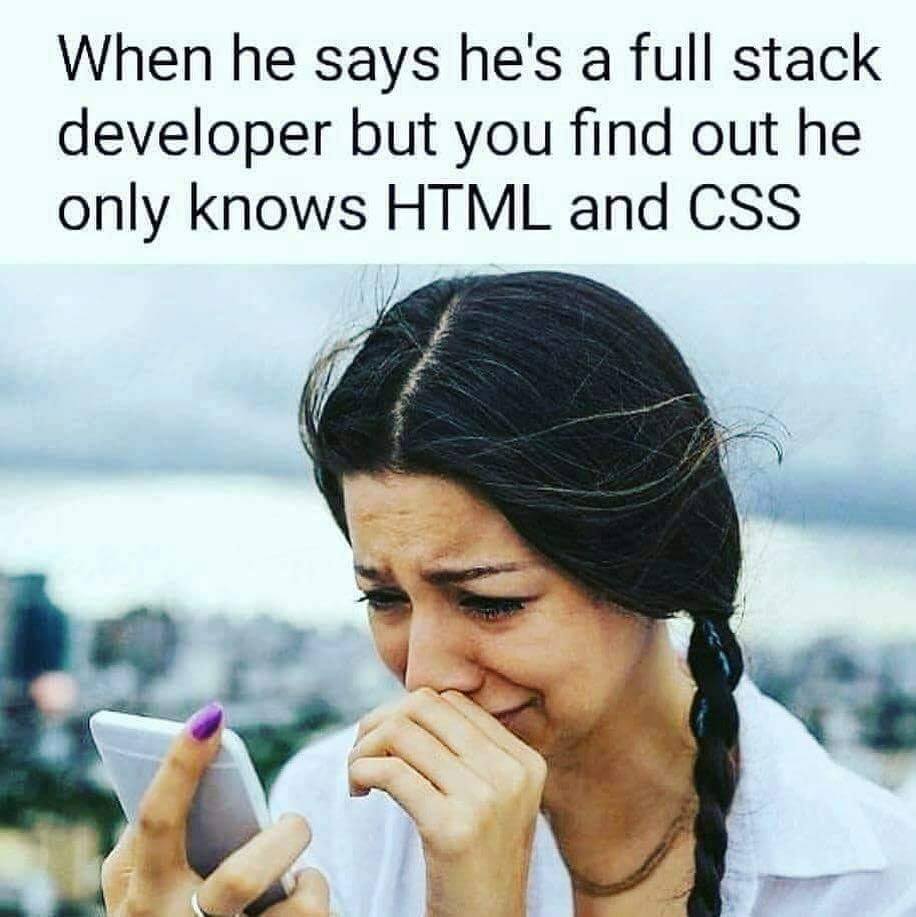 When he says he's a full stack
developer but you find out he
only knows HTML and CSS